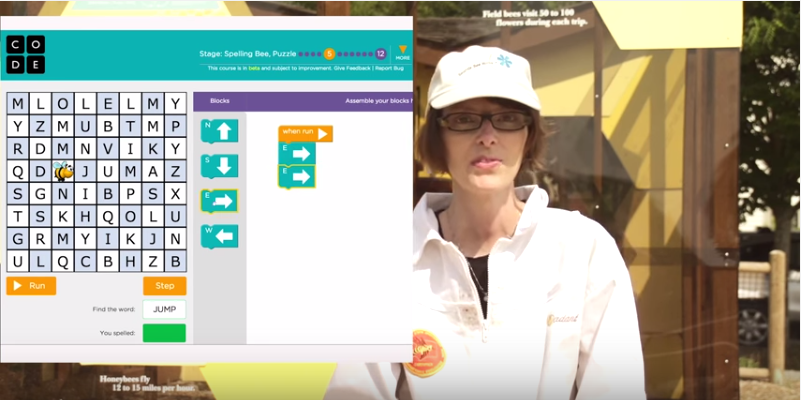 Field bees visit 50 to 100
flowers during each trip.
C O
D E
Stage: Spelling Bee, Puzzle 5 12
MORE
This course is in beta and subject to improvement. Give Feedback | Report Bug
Blocks
Assemble your blocks
M L O L E L M Y
Y Z M U B T M P
R D M N V I K Y
Q D J U M A Z
S G N I B P S X
T S K H Q O L U
G R M Y I K J N
U L Q C B H Z B
N
S
E
W
when run
E
E
Run
Step
Find the word: JUMP
You spelled:
Honeybees fly
12 to 15 miles per hour.